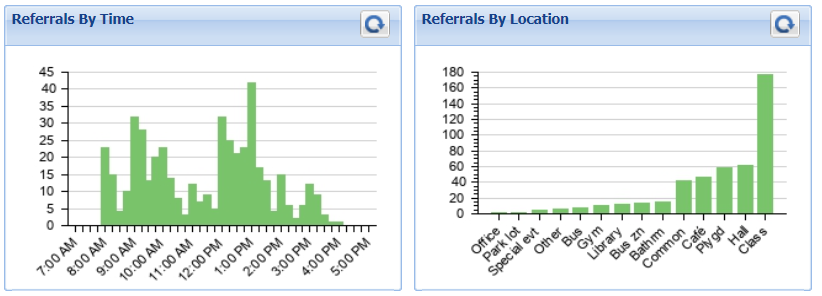 Referrals By Time
45
40
35
30
25
20
15
10
5
0
7:00 AM
8:00 AM
9:00 AM
10:00 AM
11:00 AM
12:00 PM
1:00 PM
2:00 PM
3:00 PM
4:00 PM
5:00 PM
Referrals By Location
180
160
140
120
100
80
60
40
20
0
Office
Park lot
Special evt
Other
Bus
Gym
Library
Bus zn
Bathrm
Common
Café
Plygd
Hall
Class